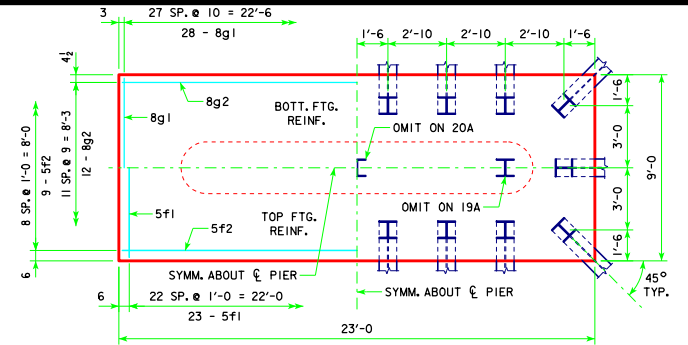 3
27 SP.@ 10 = 22'-6
28 - 8g1
1'-6
2'-10
2'-10
2'-10
1'-6
4½
8g2
BOTT. FTG.
REINF.
8g1
OMIT ON 20A
8 SP.@ 1'-0 = 8'-0
9 - 5f2
11 SP.@ 9 = 8'-3
12 - 8g2
1'-6
3'-0
3'-0
1'-6
9'-0
OMIT ON 19A
5f1
TOP FTG.
REINF.
5f2
SYMM. ABOUT ℄ PIER
6
SYMM. ABOUT ℄ PIER
45°
TYP.
6
22 SP.@ 1'-0 = 22'-0
23 - 5f1
23'-0